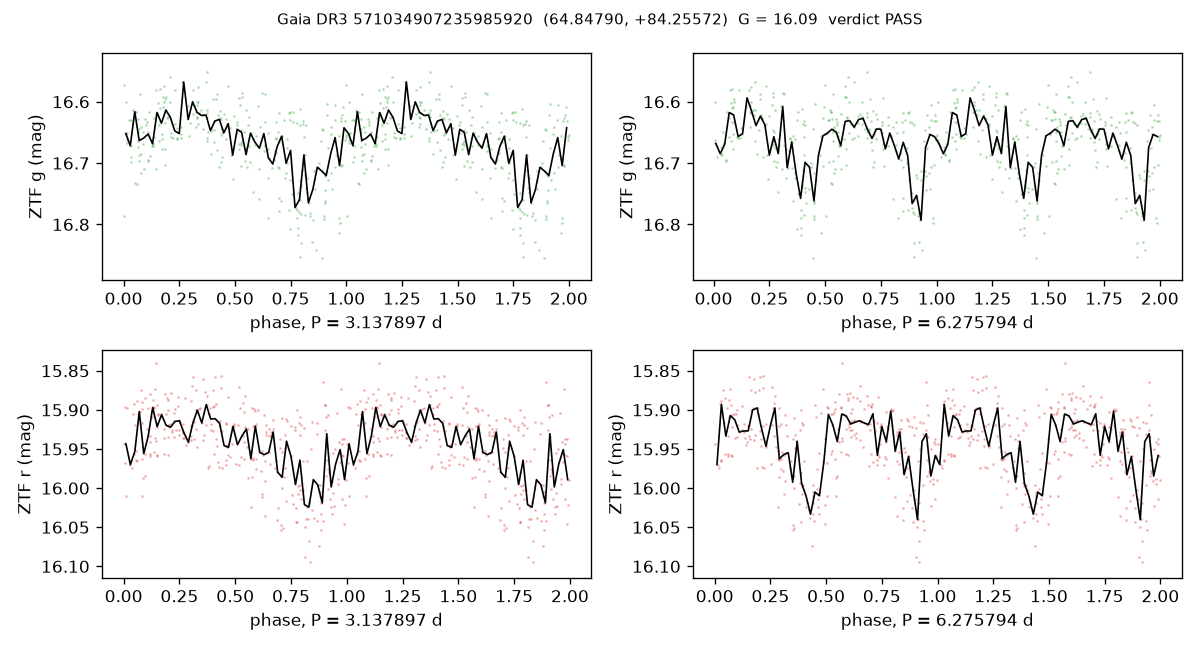 Gaia DR3 571034907235985920 (64.84790, +84.25572) G = 16.09 verdict PASS
ZTF g (mag)
16.6
16.7
16.8
0.00 0.25 0.50 0.75 1.00 1.25 1.50 1.75 2.00
phase, P = 3.137897 d
ZTF g (mag)
16.6
16.7
16.8
0.00 0.25 0.50 0.75 1.00 1.25 1.50 1.75 2.00
phase, P = 6.275794 d
ZTF r (mag)
15.85
15.90
15.95
16.00
16.05
16.10
0.00 0.25 0.50 0.75 1.00 1.25 1.50 1.75 2.00
phase, P = 3.137897 d
ZTF r (mag)
15.85
15.90
15.95
16.00
16.05
16.10
0.00 0.25 0.50 0.75 1.00 1.25 1.50 1.75 2.00
phase, P = 6.275794 d